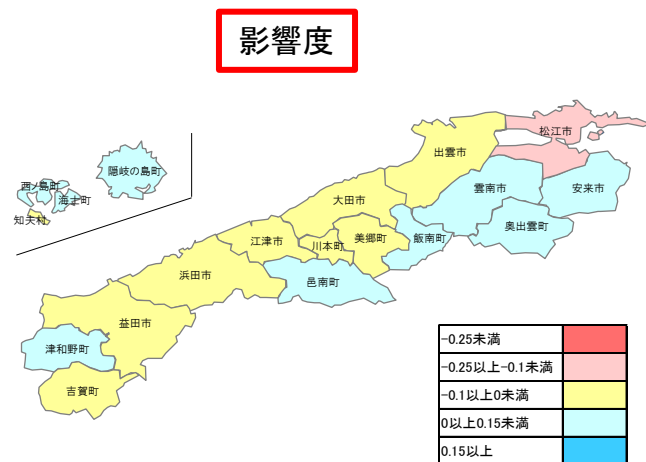 影響度
松江市
出雲市
隠岐の島町
西ノ島町
海士町
知夫村
雲南市
安来市
大田市
奥出雲町
江津市
川本町
美郷町
飯南町
浜田市
邑南町
益田市
津和野町
吉賀町
-0.25未満
-0.25以上-0.1未満
-0.1以上0未満
0以上0.15未満
0.15以上